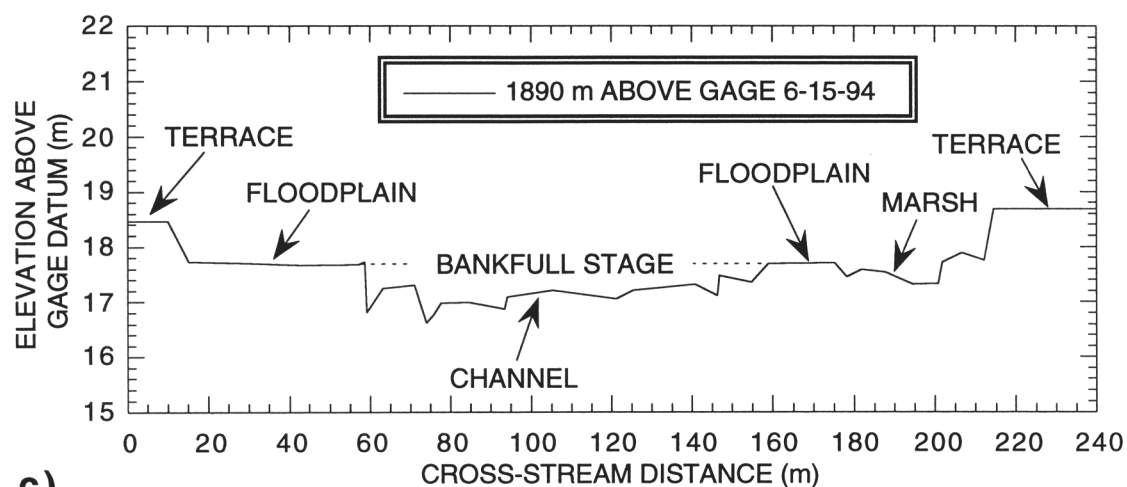 22
21
20
19
18
17
16
15
ELEVATION ABOVE
GAGE DATUM (m)
1890 m ABOVE GAGE 6-15-94
TERRACE
FLOODPLAIN
BANKFULL STAGE
CHANNEL
FLOODPLAIN
MARSH
TERRACE
0 20 40 60 80 100 120 140 160 180 200 220 240
CROSS-STREAM DISTANCE (m)
c)